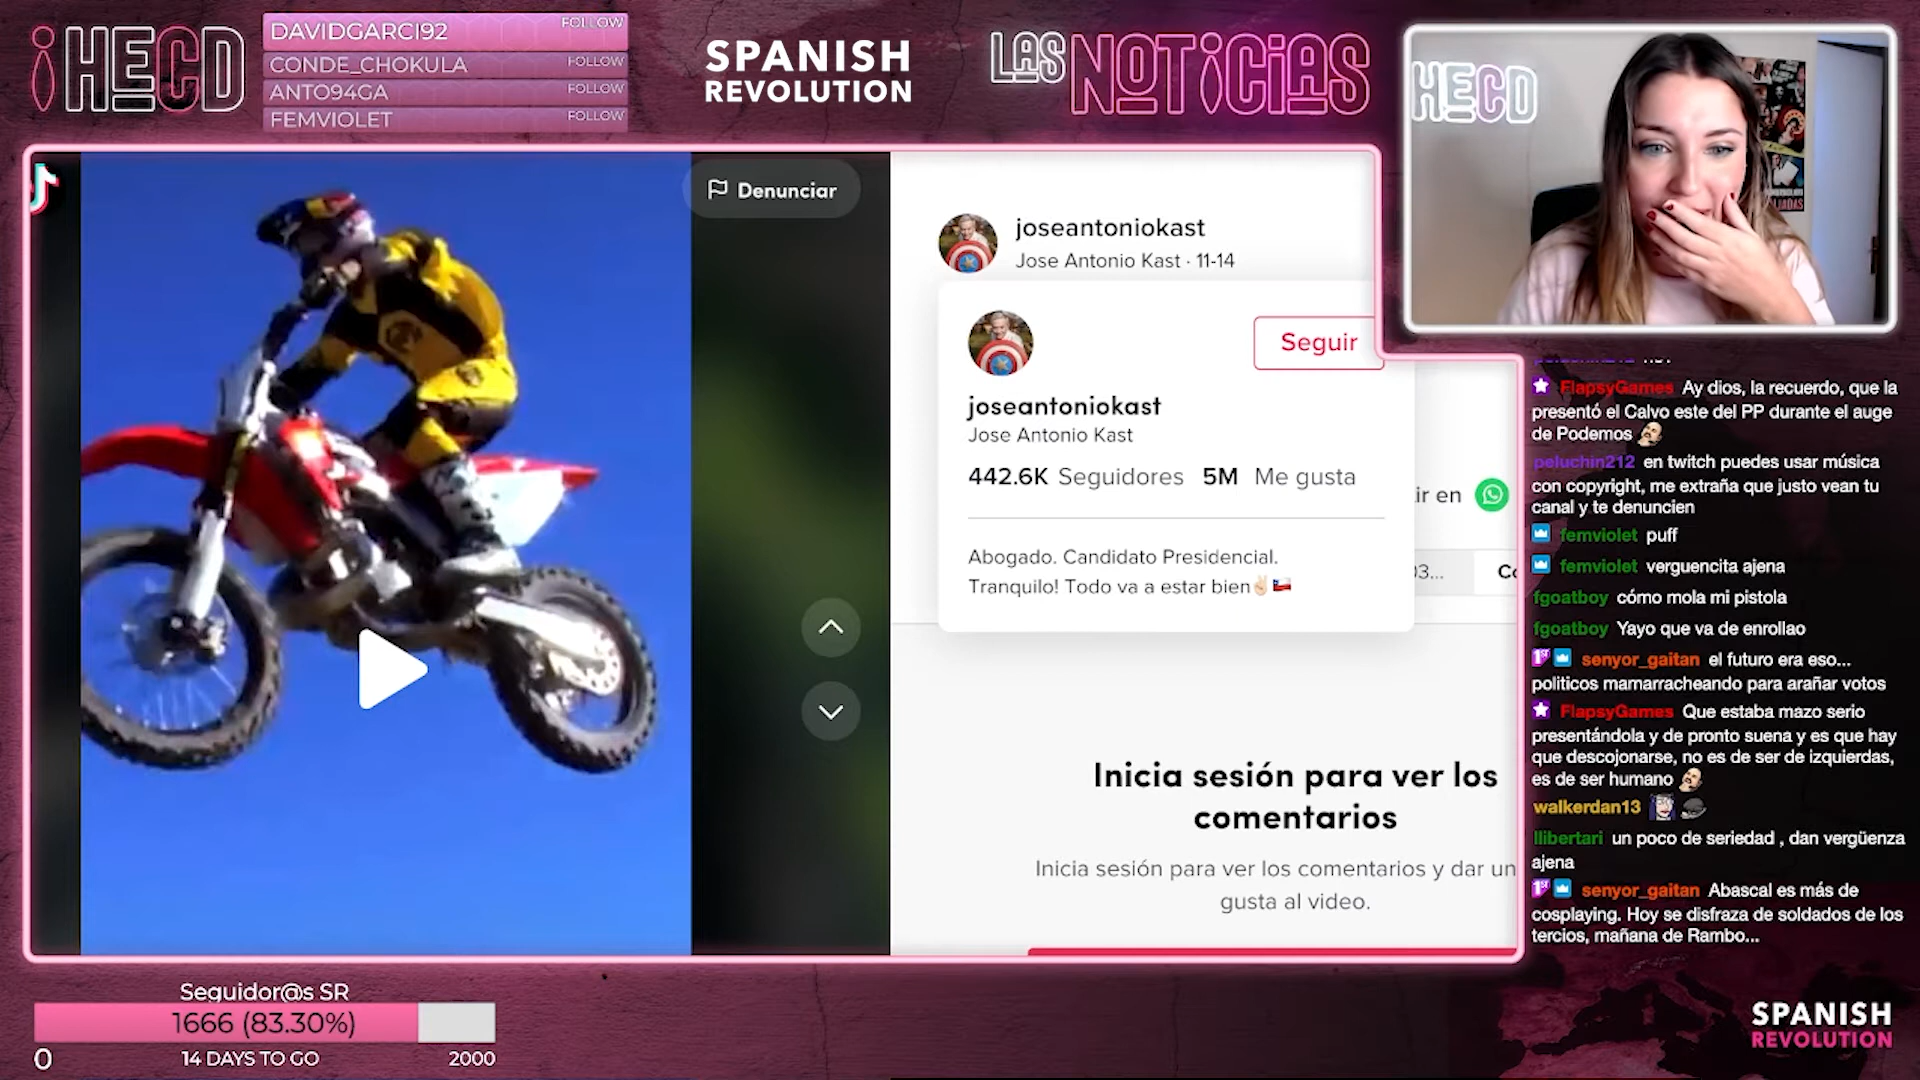 ¡HECD
DAVIDGARCI92 FOLLOW
CONDE_CHOKULA FOLLOW
ANTO94GA FOLLOW
FEMVIOLET FOLLOW
SPANISH
REVOLUTION
LAS NOTICIAS
HECD
Denunciar
joseantoniokast
Jose Antonio Kast · 11-14
Seguir
joseantoniokast
Jose Antonio Kast
442.6K Seguidores 5M Me gusta
ir en
Abogado. Candidato Presidencial.
Tranquilo! Todo va a estar bien✌🏻🇨🇱
03...
Inicia sesión para ver los
comentarios
Inicia sesión para ver los comentarios y dar un
gusta al video.
FlapsyGames Ay dios, la recuerdo, que la
presentó el Calvo este del PP durante el auge
de Podemos
peluchin212 en twitch puedes usar música
con copyright, me extraña que justo vean tu
canal y te denuncien
femviolet puff
femviolet verguencita ajena
fgoatboy cómo mola mi pistola
fgoatboy Yayo que va de enrollao
senyor_gaitan el futuro era eso...
politicos mamarracheando para arañar votos
FlapsyGames Que estaba mazo serio
presentándola y de pronto suena y es que hay
que descojonarse, no es de ser de izquierdas,
es de ser humano
walkerdan13
llibertari un poco de seriedad , dan vergüenza
ajena
senyor_gaitan Abascal es más de
cosplaying. Hoy se disfraza de soldados de los
tercios, mañana de Rambo...
Seguidor@s SR
1666 (83.30%)
0 14 DAYS TO GO 2000
SPANISH
REVOLUTION